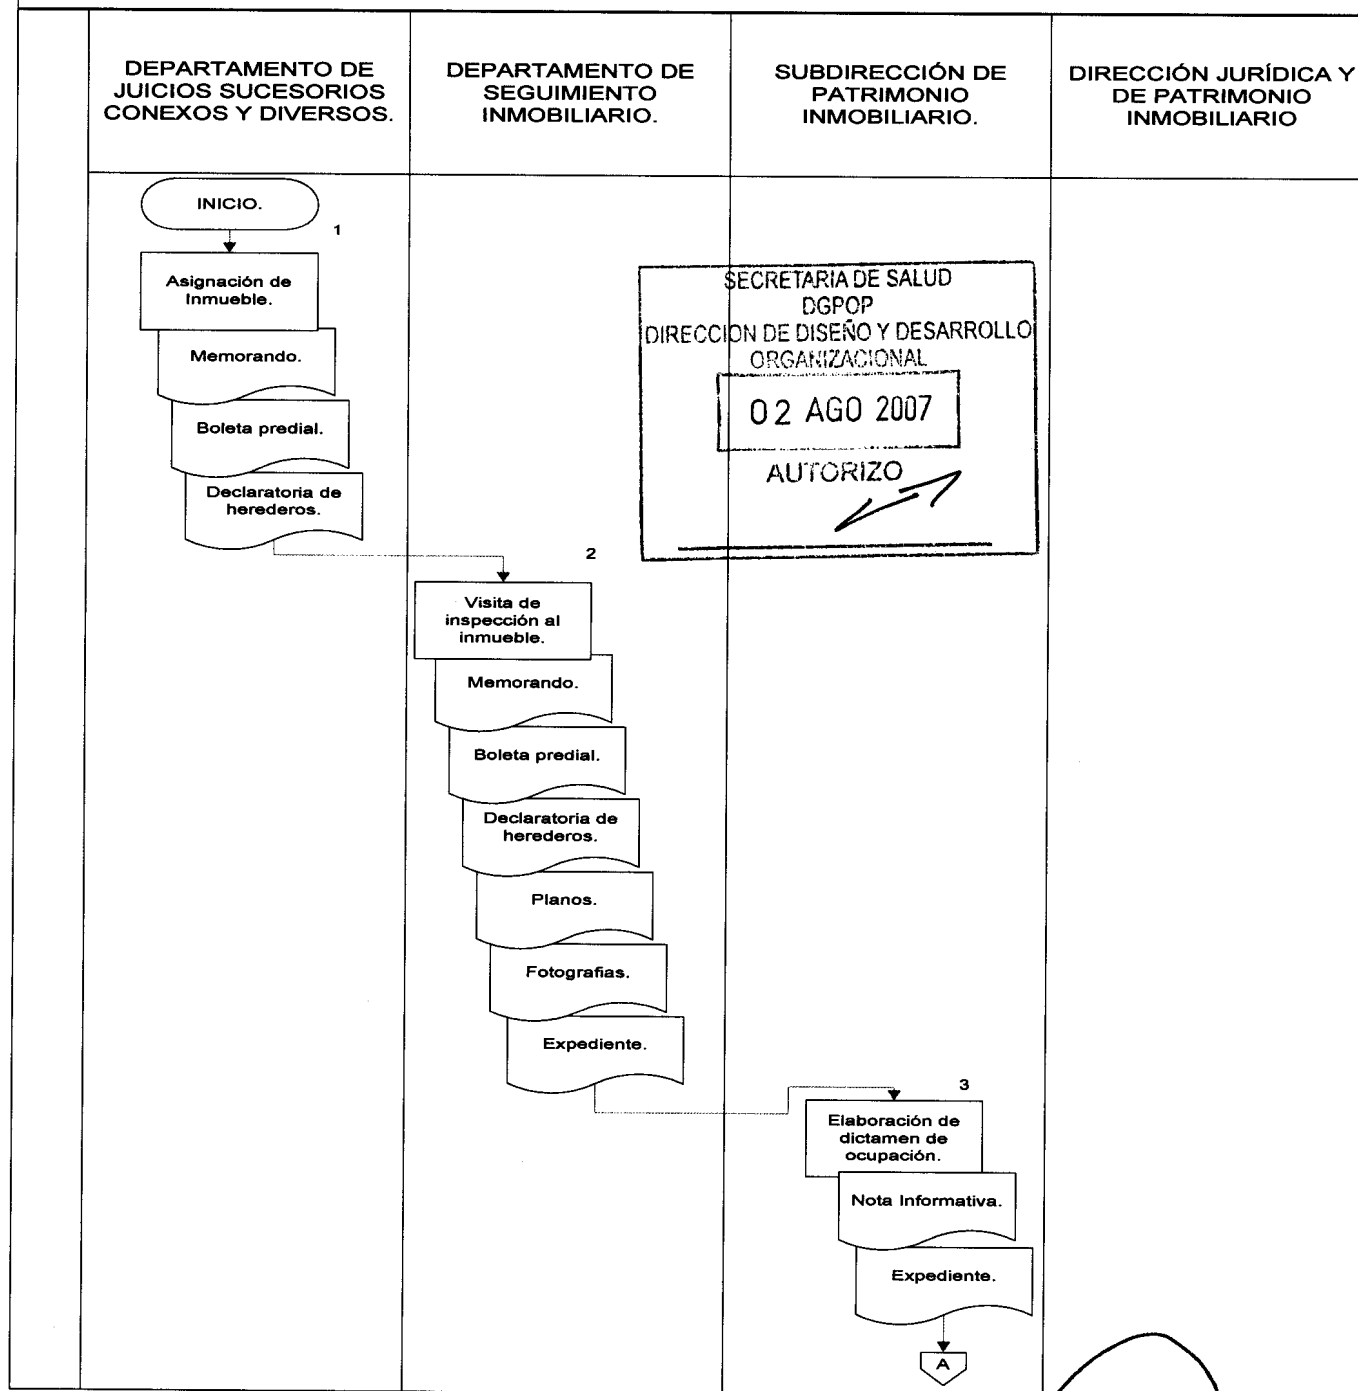 DEPARTAMENTO DE
JUICIOS SUCESORIOS
CONEXOS Y DIVERSOS.
DEPARTAMENTO DE
SEGUIMIENTO
INMOBILIARIO.
SUBDIRECCIÓN DE
PATRIMONIO
INMOBILIARIO.
DIRECCIÓN JURÍDICA Y
DE PATRIMONIO
INMOBILIARIO
INICIO.
1
Asignación de
Inmueble.
Memorando.
Boleta predial.
Declaratoria de
herederos.
SECRETARIA DE SALUD
DGPOP
DIRECCION DE DISEÑO Y DESARROLLO
ORGANIZACIONAL
02 AGO 2007
AUTORIZO
2
Visita de
inspección al
inmueble.
Memorando.
Boleta predial.
Declaratoria de
herederos.
Planos.
Fotografias.
Expediente.
3
Elaboración de
dictamen de
ocupación.
Nota Informativa.
Expediente.
A